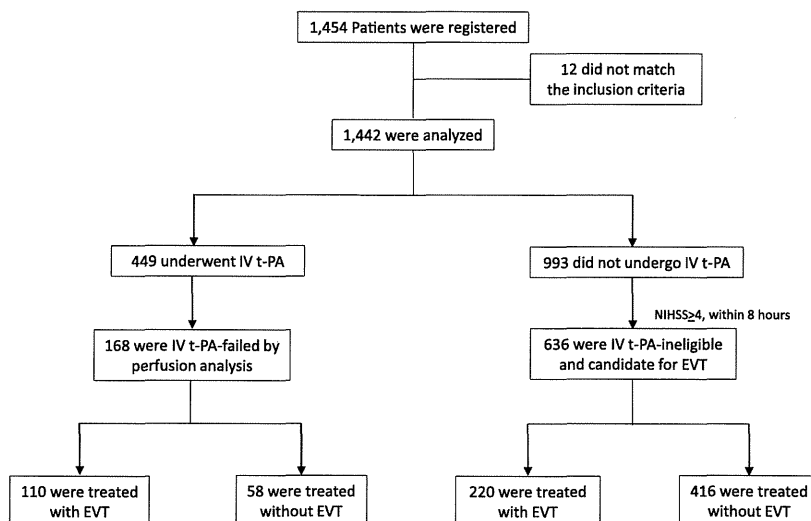 1,454 Patients were registered
12 did not match
the inclusion criteria
1,442 were analyzed
449 underwent IV t-PA
993 did not undergo IV t-PA
NIHSS≥4, within 8 hours
168 were IV t-PA-failed by
perfusion analysis
636 were IV t-PA-ineligible
and candidate for EVT
110 were treated
with EVT
58 were treated
without EVT
220 were treated
with EVT
416 were treated
without EVT